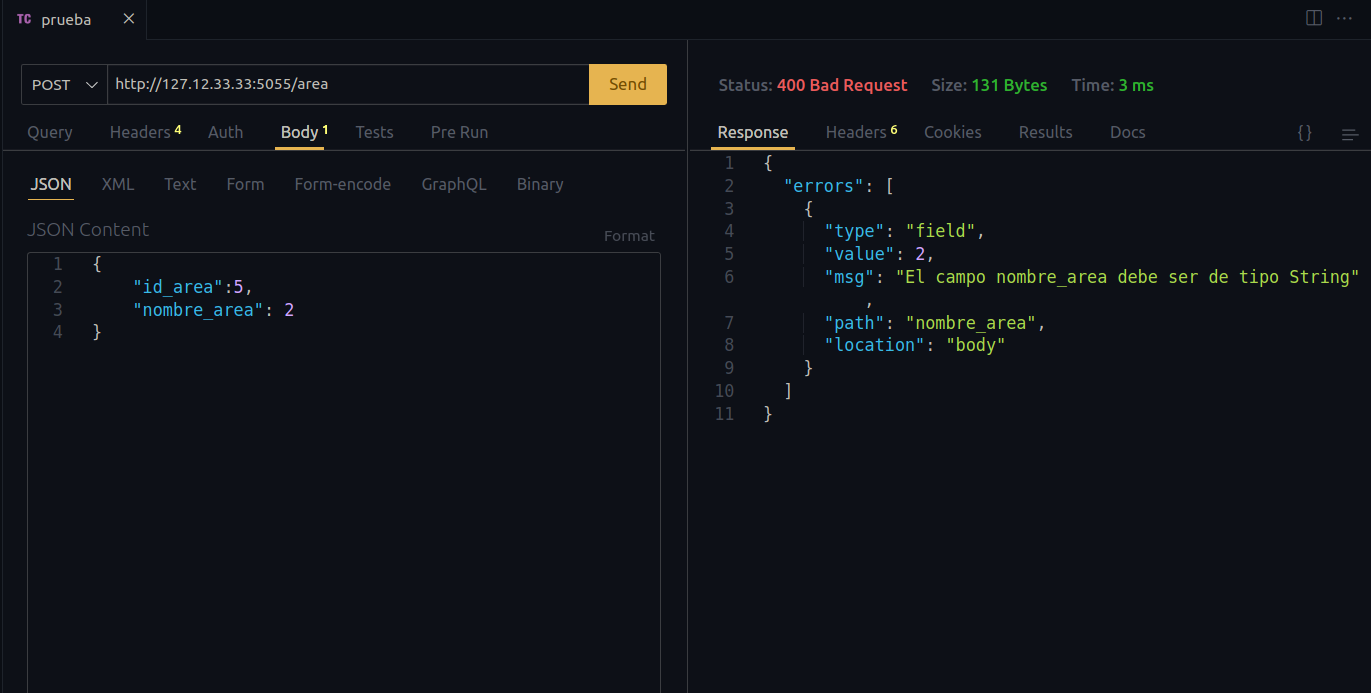 TC prueba
POST http://127.12.33.33:5055/area Send
Query Headers 4 Auth Body 1 Tests Pre Run
JSON XML Text Form Form-encode GraphQL Binary
JSON Content
Format
1 {
2 "id_area":5,
3 "nombre_area": 2
4 }
Status: 400 Bad Request Size: 131 Bytes Time: 3 ms
Response Headers 6 Cookies Results Docs {}
1 {
2 "errors": [
3 {
4 "type": "field",
5 "value": 2,
6 "msg": "El campo nombre_area debe ser de tipo String"
,
7 "path": "nombre_area",
8 "location": "body"
9 }
10 ]
11 }